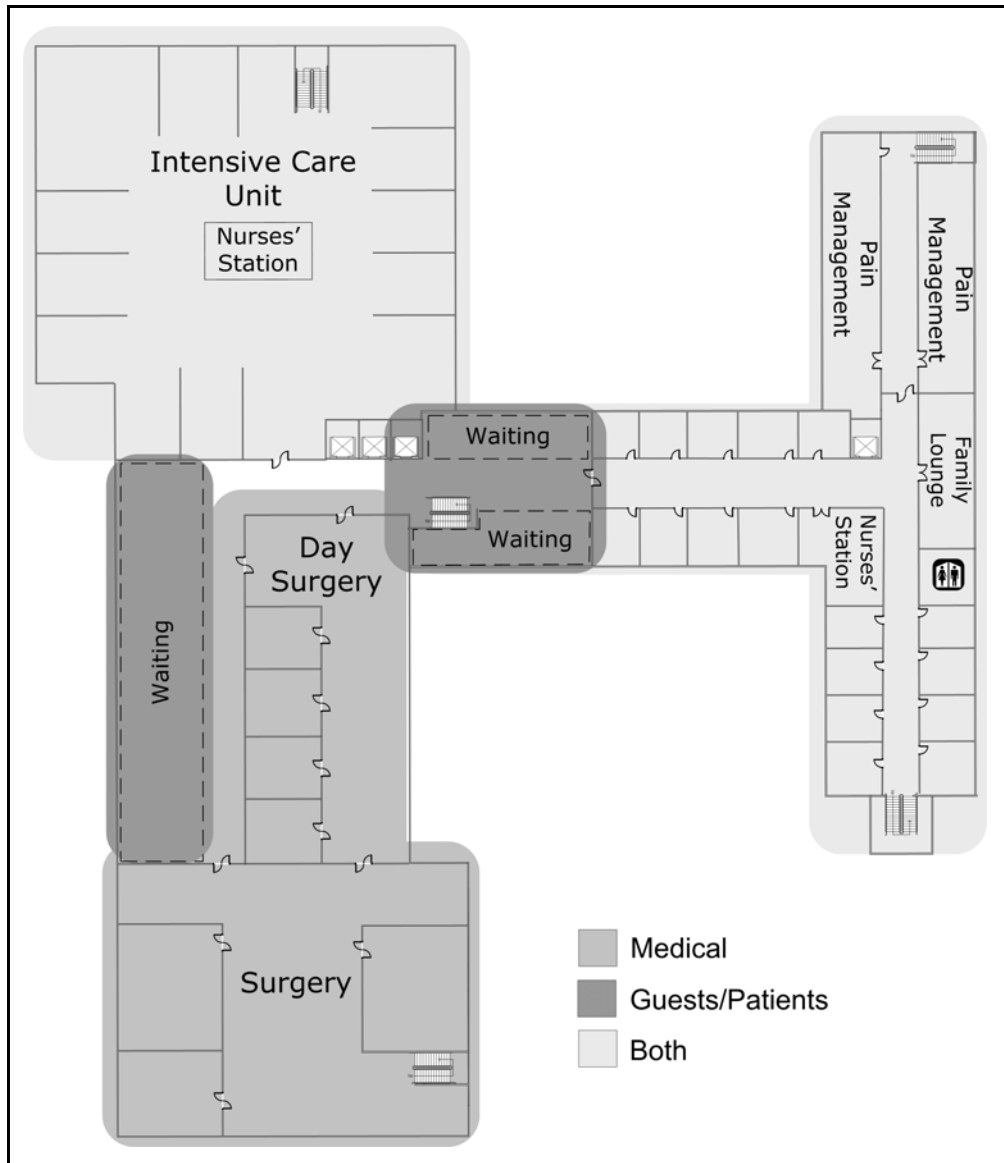 Intensive Care
Unit
Nurses’
Station
Pain
Management
Pain
Management
Waiting
Family
Lounge
Waiting
Nurses’
Station
Day
Surgery
Waiting
Surgery
Medical
Guests/Patients
Both